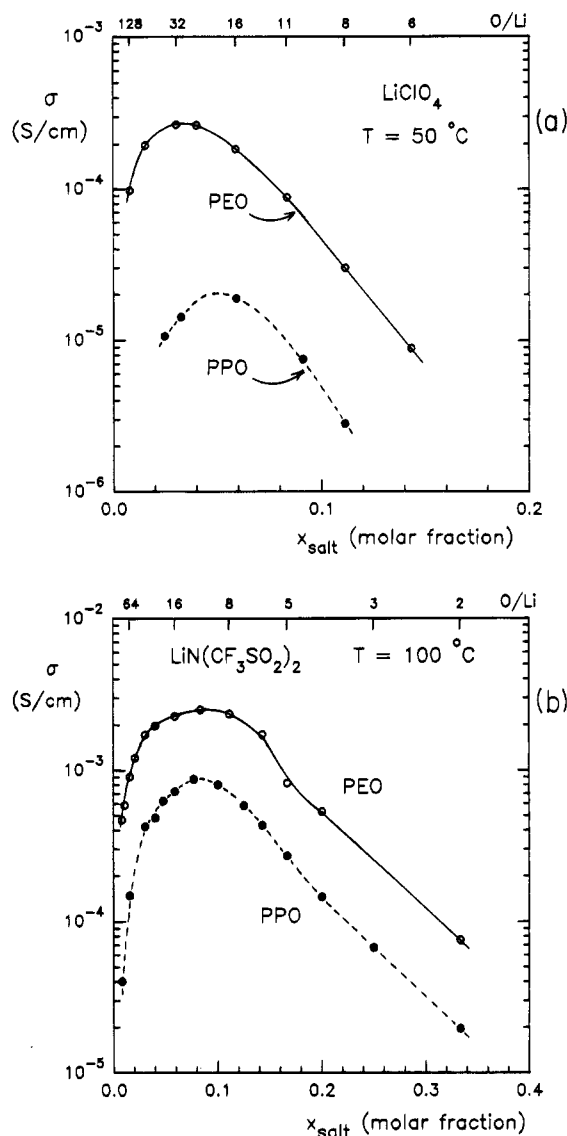 128 32 16 11 8 6 O/Li
10⁻³
σ
(S/cm)
LiClO₄
T = 50 °C
(a)
10⁻⁴
PEO
10⁻⁵
PPO
10⁻⁶
0.0 0.1 0.2
x_salt (molar fraction)
64 16 8 5 3 2 O/Li
10⁻²
σ
(S/cm)
LiN(CF₃SO₂)₂ T = 100 °C
(b)
10⁻³
PEO
PPO
10⁻⁴
10⁻⁵
0.0 0.1 0.2 0.3 0.4
x_salt (molar fraction)